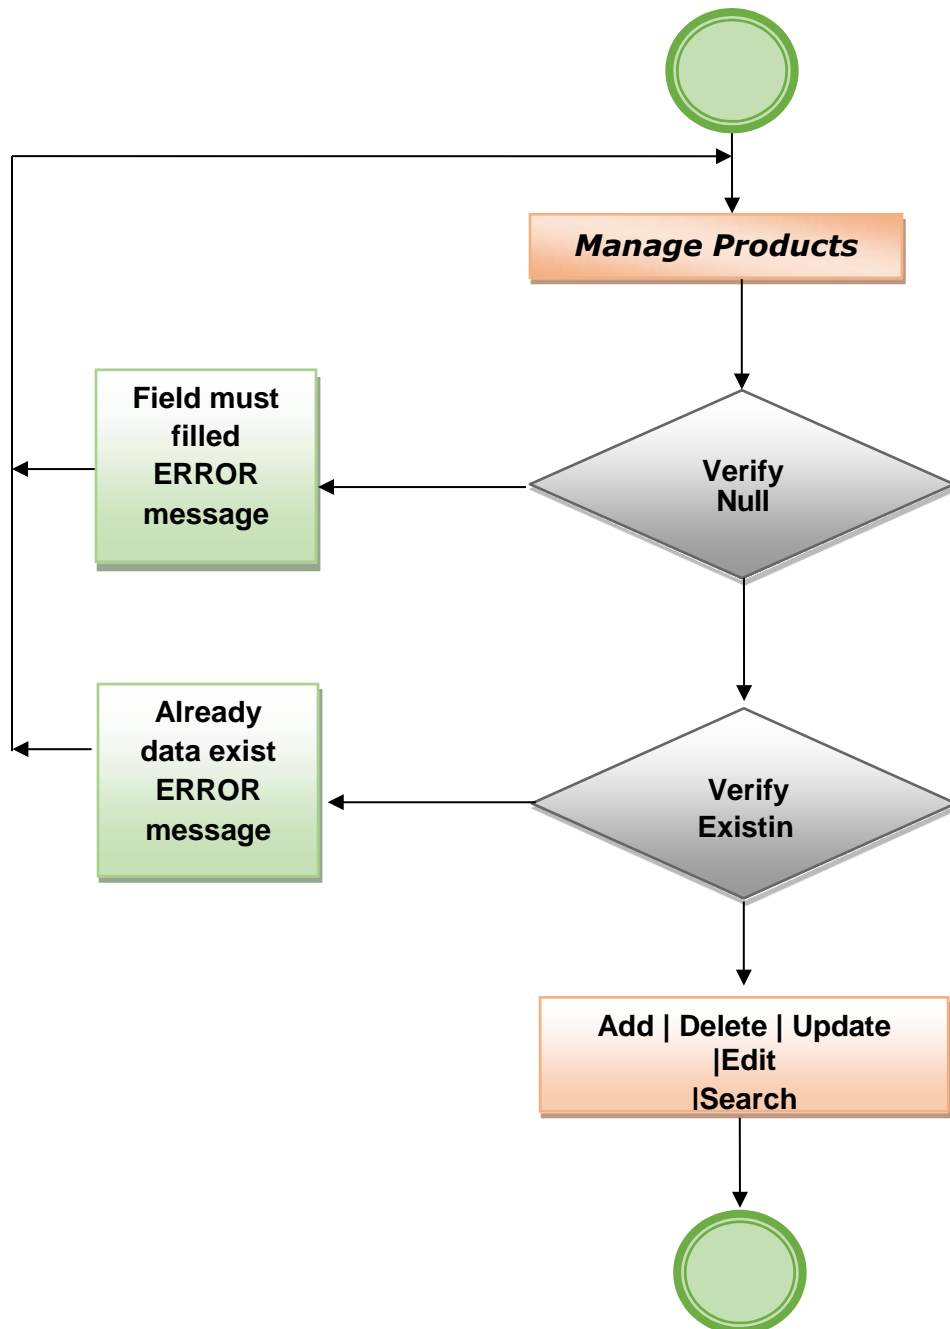 Manage Products
Field must
filled
ERROR
message
Verify
Null
Already
data exist
ERROR
message
Verify
Existin
Add | Delete | Update
|Edit
|Search